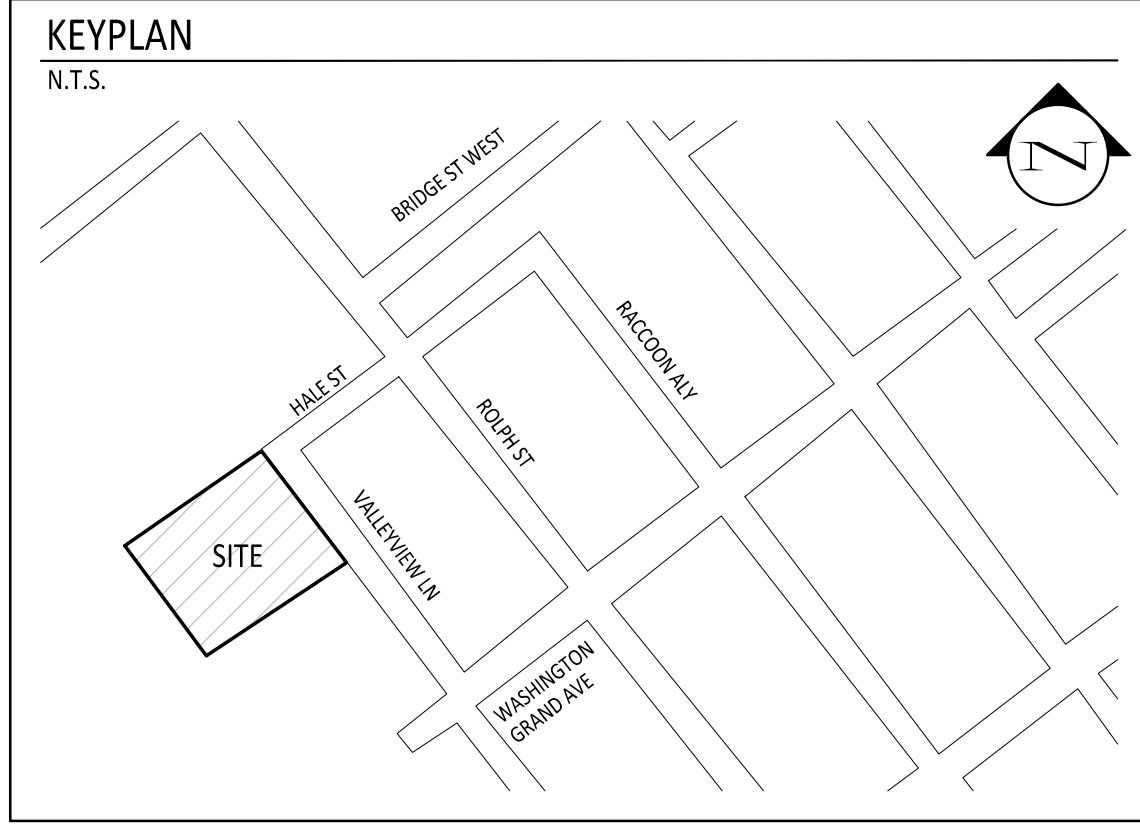 KEYPLAN
N.T.S.
N
BRIDGE ST WEST
RACCOON ALY
HALE ST
ROLPH ST
VALLEYVIEW LN
SITE
WASHINGTON
GRAND AVE